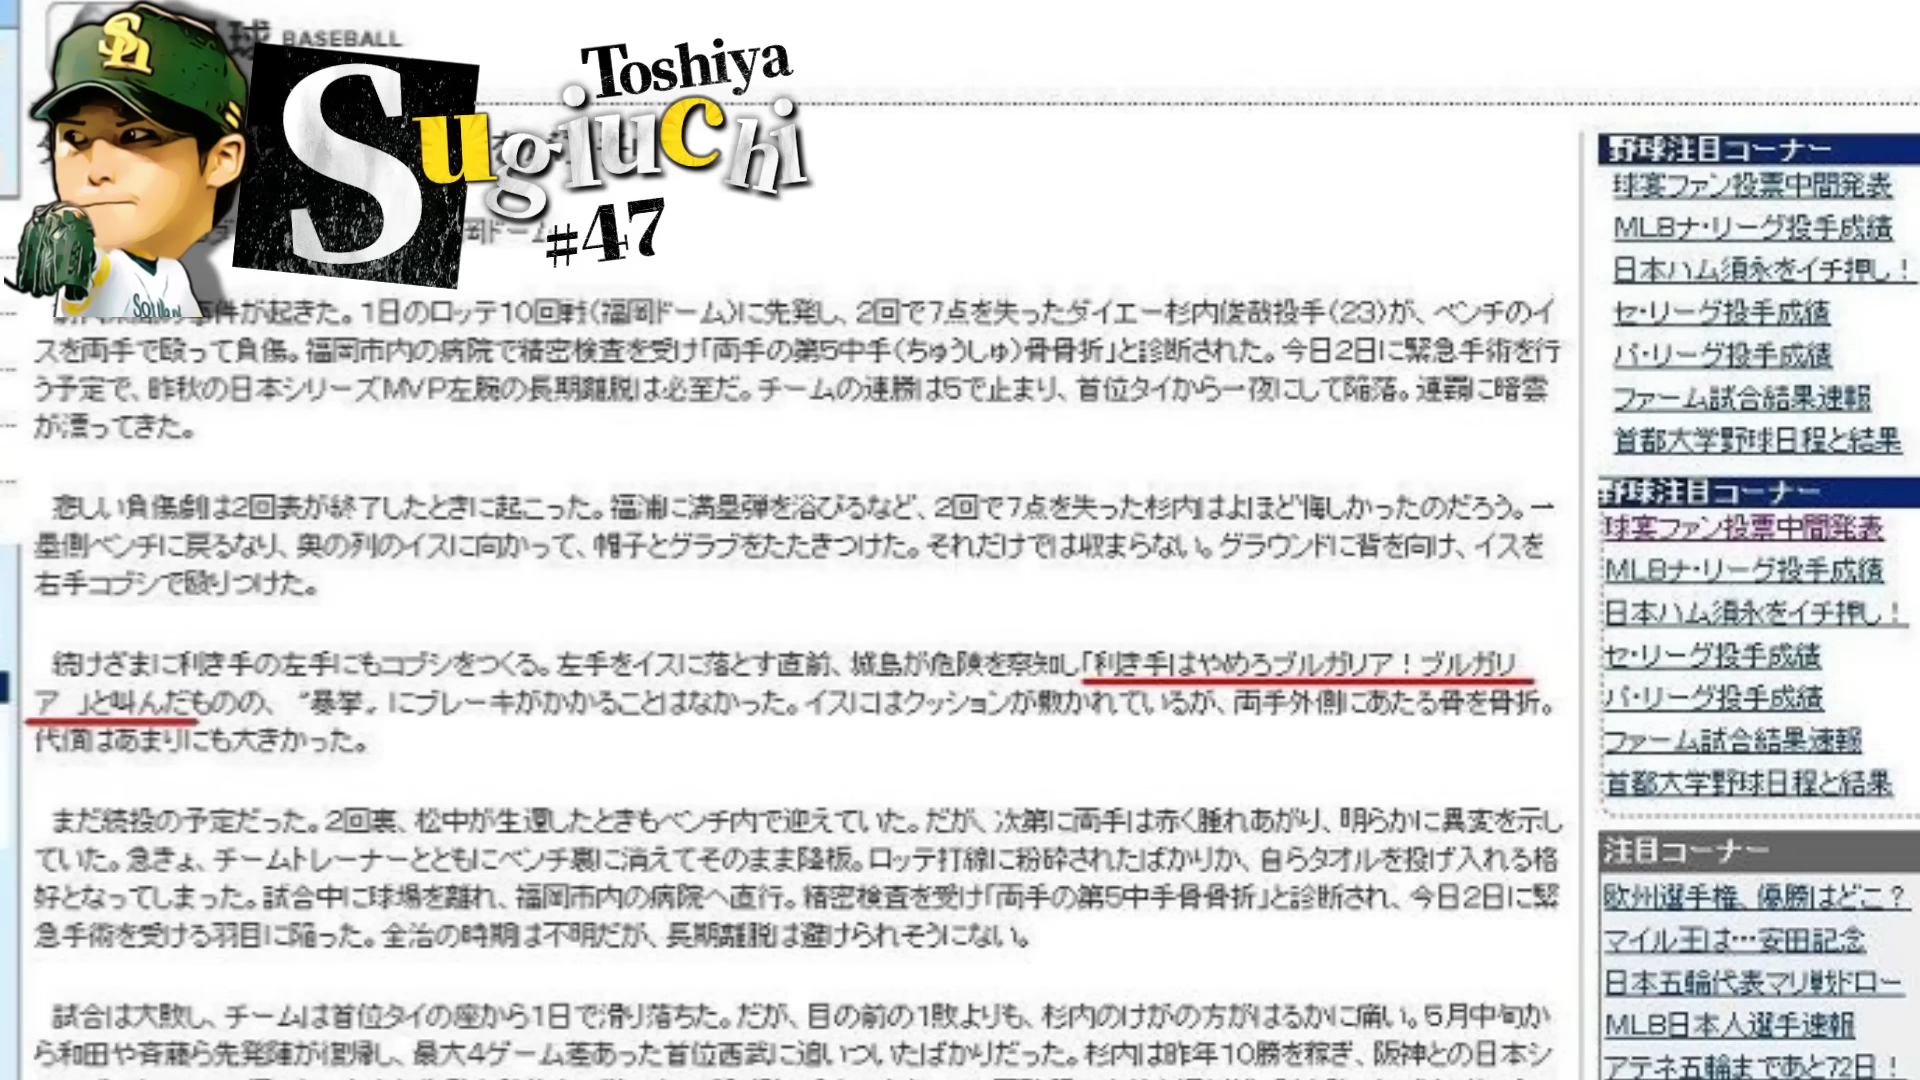 球 BASEBALL
Toshiya
Sugiuchi
#47
事件が起きた。1日のロッテ10回戦(福岡ドーム)に先発し、2回で7点を失ったダイエー杉内俊哉投手(23)が、ベンチのイ
スを両手で殴って負傷。福岡市内の病院で精密検査を受け「両手の第5中手(ちゅうしゅ)骨骨折」と診断された。今日2日に緊急手術を行
う予定で、昨秋の日本シリーズMVP左腕の長期離脱は必至だ。チームの連勝は5で止まり、首位タイから一夜にして陥落。連覇に暗雲
が漂ってきた。
悲しい負傷劇は2回表が終了したときに起こった。福浦に満塁弾を浴びるなど、2回で7点を失った杉内はよほど悔しかったのだろう。一
塁側ベンチに戻るなり、奥の列のイスに向かって、帽子とグラブをたたきつけた。それだけでは収まらない。グラウンドに背を向け、イスを
右手コブシで殴りつけた。
続けざまに利き手の左手にもコブシをつくる。左手をイスに落とす直前、城島が危険を察知し「利き手はやめろブルガリア!ブルガリ
ア 」と叫んだものの、“暴挙〟にブレーキがかかることはなかった。イスにはクッションが敷かれているが、両手外側にあたる骨を骨折。
代償はあまりにも大きかった。
まだ続投の予定だった。2回裏、松中が生還したときもベンチ内で迎えていた。だが、次第に両手は赤く腫れあがり、明らかに異変を示し
ていた。急きょ、チームトレーナーとともにベンチ裏に消えてそのまま降板。ロッテ打線に粉砕されたばかりか、自らタオルを投げ入れる格
好となってしまった。試合中に球場を離れ、福岡市内の病院へ直行。精密検査を受け「両手の第5中手骨骨折」と診断され、今日2日に緊
急手術を受ける羽目に陥った。全治の時期は不明だが、長期離脱は避けられそうにない。
試合は大敗し、チームは首位タイの座から1日で滑り落ちた。だが、目の前の1敗よりも、杉内のけがの方がはるかに痛い。5月中旬か
ら和田や斉藤ら先発陣が復帰し、最大4ゲーム差あった首位西武に追いついたばかりだった。杉内は昨年10勝を稼ぎ、阪神との日本シ
野球注目コーナー
球宴ファン投票中間発表
MLBナ・リーグ投手成績
日本ハム須永をイチ押し!
セ・リーグ投手成績
パ・リーグ投手成績
ファーム試合結果速報
首都大学野球日程と結果
野球注目コーナー
球宴ファン投票中間発表
MLBナ・リーグ投手成績
日本ハム須永をイチ押し!
セ・リーグ投手成績
パ・リーグ投手成績
ファーム試合結果速報
首都大学野球日程と結果
注目コーナー
欧州選手権、優勝はどこ?
マイル王は…安田記念
日本五輪代表マリ戦ドロー
MLB日本人選手速報
アテネ五輪まであと72日!